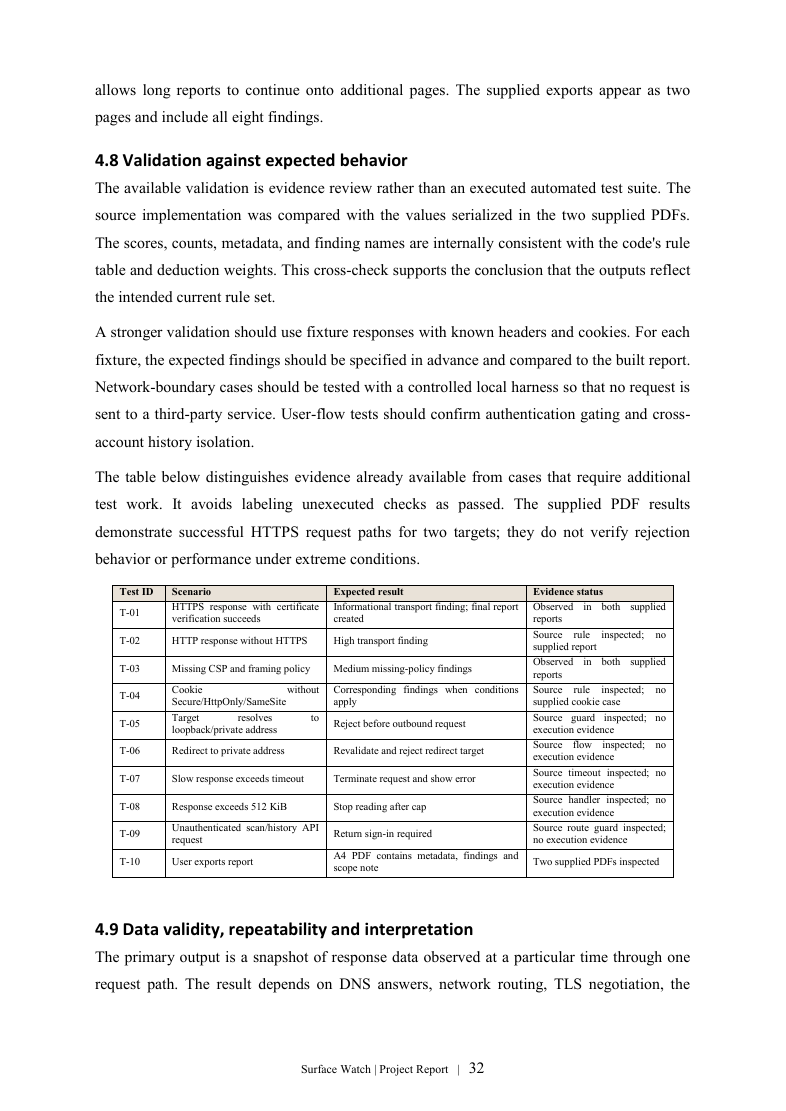 allows long reports to continue onto additional pages. The supplied exports appear as two
pages and include all eight findings.
4.8 Validation against expected behavior
The available validation is evidence review rather than an executed automated test suite. The
source implementation was compared with the values serialized in the two supplied PDFs.
The scores, counts, metadata, and finding names are internally consistent with the code's rule
table and deduction weights. This cross-check supports the conclusion that the outputs reflect
the intended current rule set.
A stronger validation should use fixture responses with known headers and cookies. For each
fixture, the expected findings should be specified in advance and compared to the built report.
Network-boundary cases should be tested with a controlled local harness so that no request is
sent to a third-party service. User-flow tests should confirm authentication gating and cross-
account history isolation.
The table below distinguishes evidence already available from cases that require additional
test work. It avoids labeling unexecuted checks as passed. The supplied PDF results
demonstrate successful HTTPS request paths for two targets; they do not verify rejection
behavior or performance under extreme conditions.
Test ID Scenario Expected result Evidence status
T-01 HTTPS response with certificate verification succeeds Informational transport finding; final report created Observed in both supplied reports
T-02 HTTP response without HTTPS High transport finding Source rule inspected; no supplied report
T-03 Missing CSP and framing policy Medium missing-policy findings Observed in both supplied reports
T-04 Cookie without Secure/HttpOnly/SameSite Corresponding findings when conditions apply Source rule inspected; no supplied cookie case
T-05 Target resolves to loopback/private address Reject before outbound request Source guard inspected; no execution evidence
T-06 Redirect to private address Revalidate and reject redirect target Source flow inspected; no execution evidence
T-07 Slow response exceeds timeout Terminate request and show error Source timeout inspected; no execution evidence
T-08 Response exceeds 512 KiB Stop reading after cap Source handler inspected; no execution evidence
T-09 Unauthenticated scan/history API request Return sign-in required Source route guard inspected; no execution evidence
T-10 User exports report A4 PDF contains metadata, findings and scope note Two supplied PDFs inspected
4.9 Data validity, repeatability and interpretation
The primary output is a snapshot of response data observed at a particular time through one
request path. The result depends on DNS answers, network routing, TLS negotiation, the
Surface Watch | Project Report | 32